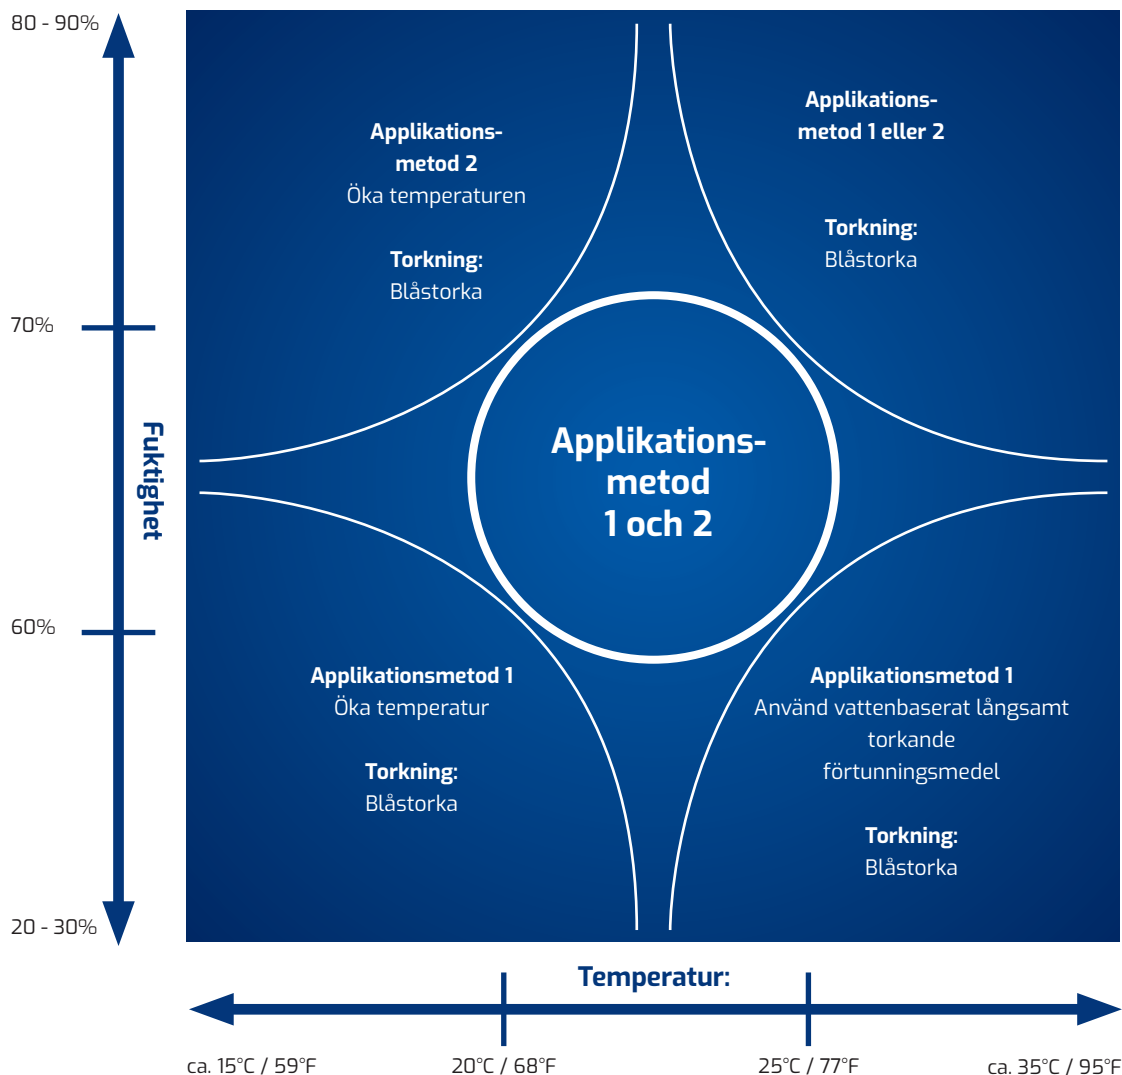 80 - 90%
Applikations-
metod 2
Öka temperaturen
Torkning:
Blåstorka
Applikations-
metod 1 eller 2
Torkning:
Blåstorka
70%
Fuktighet
Applikations-
metod
1 och 2
60%
Applikationsmetod 1
Öka temperatur
Torkning:
Blåstorka
Applikationsmetod 1
Använd vattenbaserat långsamt
torkande
förtunningsmedel
Torkning:
Blåstorka
20 - 30%
Temperatur:
ca. 15°C / 59°F
20°C / 68°F
25°C / 77°F
ca. 35°C / 95°F